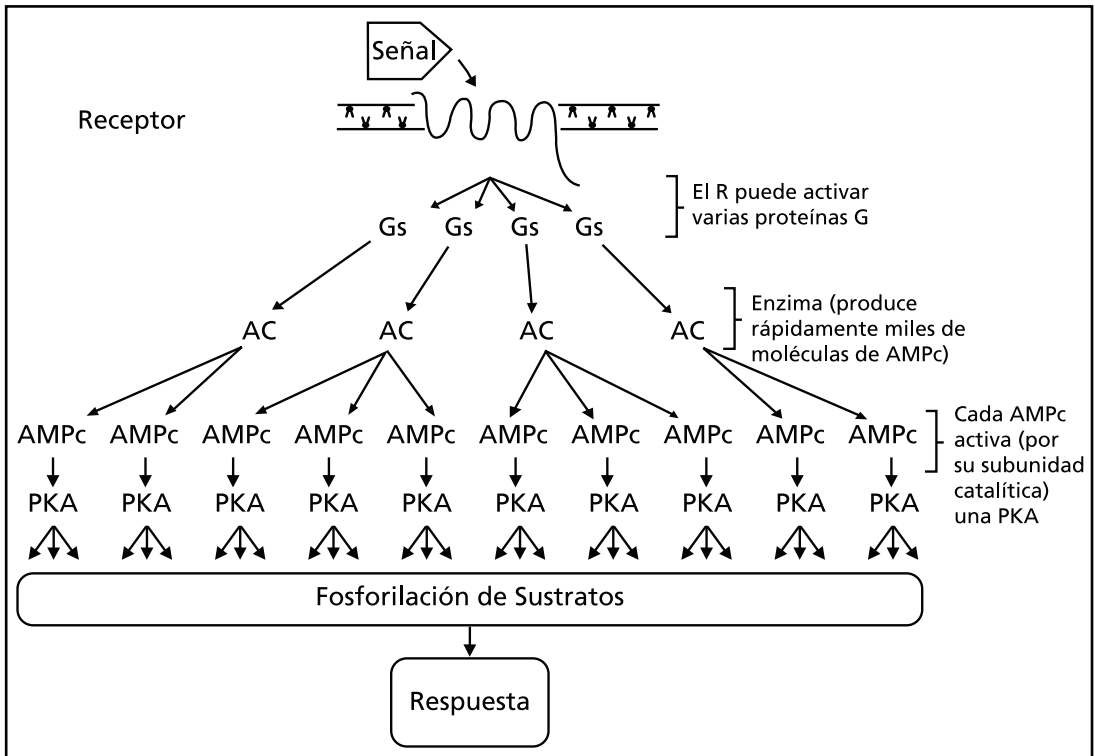 Señal
Receptor
El R puede activar
varias proteínas G
Gs Gs Gs Gs
Enzima (produce
rápidamente miles de
moléculas de AMPc)
AC AC AC AC
Cada AMPc
activa (por
su subunidad
catalítica)
una PKA
AMPc AMPc AMPc AMPc AMPc AMPc AMPc AMPc AMPc AMPc
PKA PKA PKA PKA PKA PKA PKA PKA PKA PKA
Fosforilación de Sustratos
Respuesta